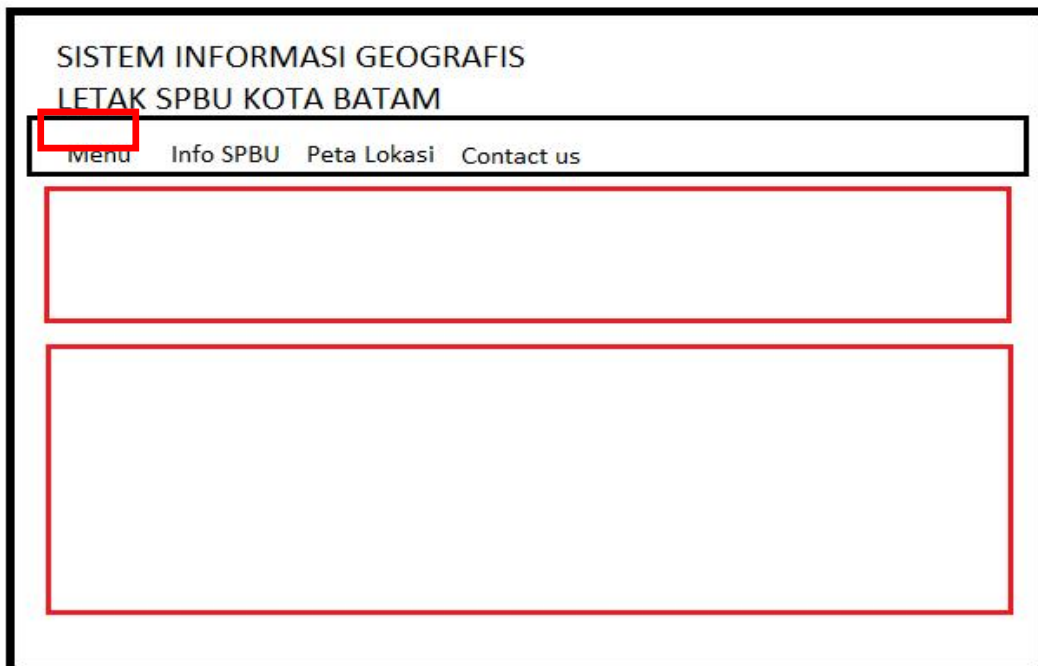 SISTEM INFORMASI GEOGRAFIS
LETAK SPBU KOTA BATAM
Menu Info SPBU Peta Lokasi Contact us